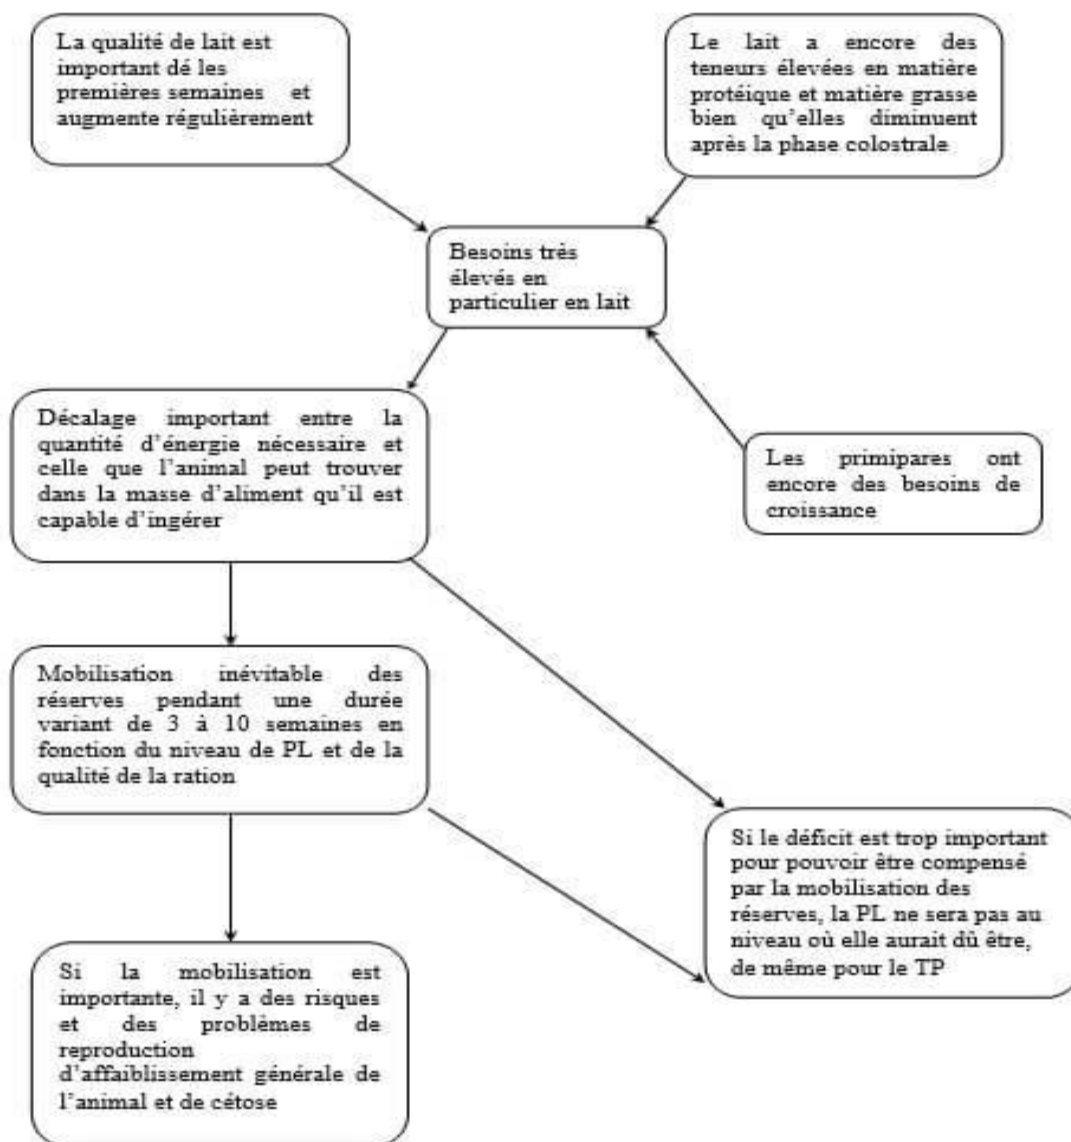 La qualité de lait est
important dé les
premières semaines et
augmente régulièrement
Le lait a encore des
teneurs élevées en matière
protéique et matière grasse
bien qu'elles diminuent
après la phase colostrale
Besoins très
élevés en
particulier en lait
Décalage important entre la
quantité d'énergie nécessaire et
celle que l'animal peut trouver
dans la masse d'aliment qu'il est
capable d'ingérer
Les primipares ont
encore des besoins de
croissance
Mobilisation inévitable des
réserves pendant une durée
variant de 3 à 10 semaines en
fonction du niveau de PL et de la
qualité de la ration
Si le déficit est trop important
pour pouvoir être compensé
par la mobilisation des
réserves, la PL ne sera pas au
niveau où elle aurait dû être,
de même pour le TP
Si la mobilisation est
importante, il y a des risques
et des problèmes de
reproduction
d'affaiblissement générale de
l'animal et de cétose